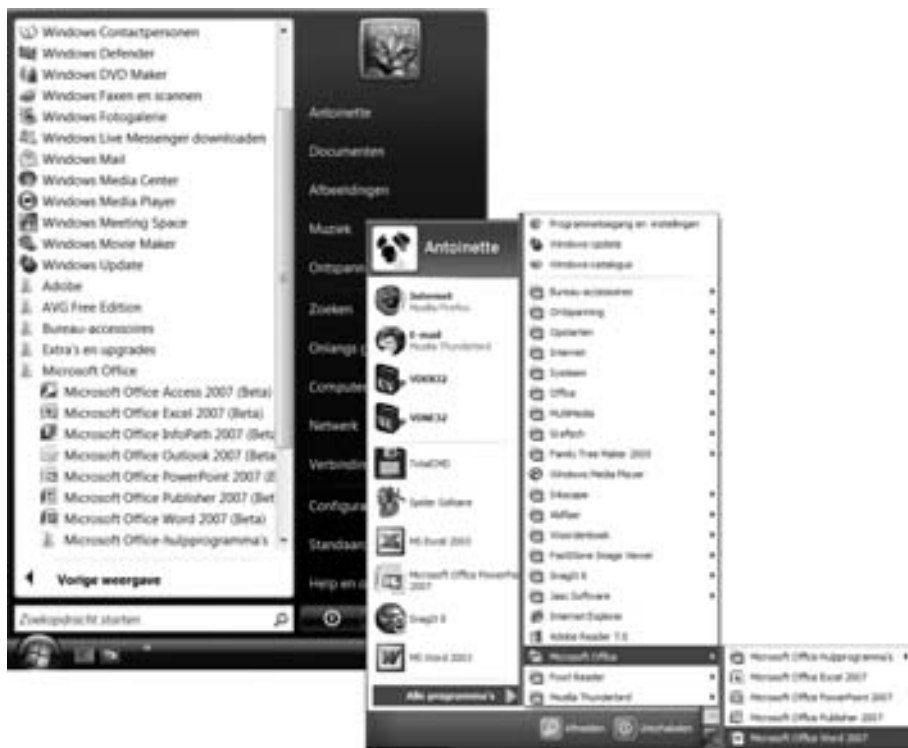 Windows Contactpersonen
Windows Defender
Windows DVD Maker
Windows Faxen en scannen
Windows Fotogalerie
Windows Live Messenger downloaden
Windows Mail
Windows Media Center
Windows Media Player
Windows Meeting Space
Windows Movie Maker
Windows Update
Adobe
AVG Free Edition
Bureau-accessoires
Extra's en upgrades
Microsoft Office
Microsoft Office Access 2007 (Beta)
Microsoft Office Excel 2007 (Beta)
Microsoft Office InfoPath 2007 (Beta
Microsoft Office Outlook 2007 (Beta
Microsoft Office PowerPoint 2007 (B
Microsoft Office Publisher 2007 (Bet
Microsoft Office Word 2007 (Beta)
Microsoft Office-hulpprogramma's
Vorige weergave
Zoekopdracht starten
Antoinette
Documenten
Afbeeldingen
Muziek
Ontspann
Zoeken
Onlangs g
Computer
Netwerk
Verbindin
Configura
Standaar
Help en o
Antoinette
Internet
Mozilla Firefox
E-mail
Mozilla Thunderbird
TotalCMD
Spider Solitaire
MS Excel 2003
Microsoft Office PowerPo
2007
SnagIt 8
MS Word 2003
Alle programma's
Programmatoegang en -instellingen
Windows Update
Windows-catalogus
Bureau-accessoires
Ontspanning
Opstarten
Internet
Systeem
Office
Multimedia
Grafisch
Family Tree Maker 2005
Windows Media Player
Inkscape
Woordenboek
FastStone Image Viewer
SnagIt 8
Jasc Software
Internet Explorer
Adobe Reader 7.0
Microsoft Office
Foxit Reader
Mozilla Thunderbird
Afmelden
Uitschakelen
Microsoft Office-hulpprogramma's
Microsoft Office Excel 2007
Microsoft Office PowerPoint 2007
Microsoft Office Publisher 2007
Microsoft Office Word 2007